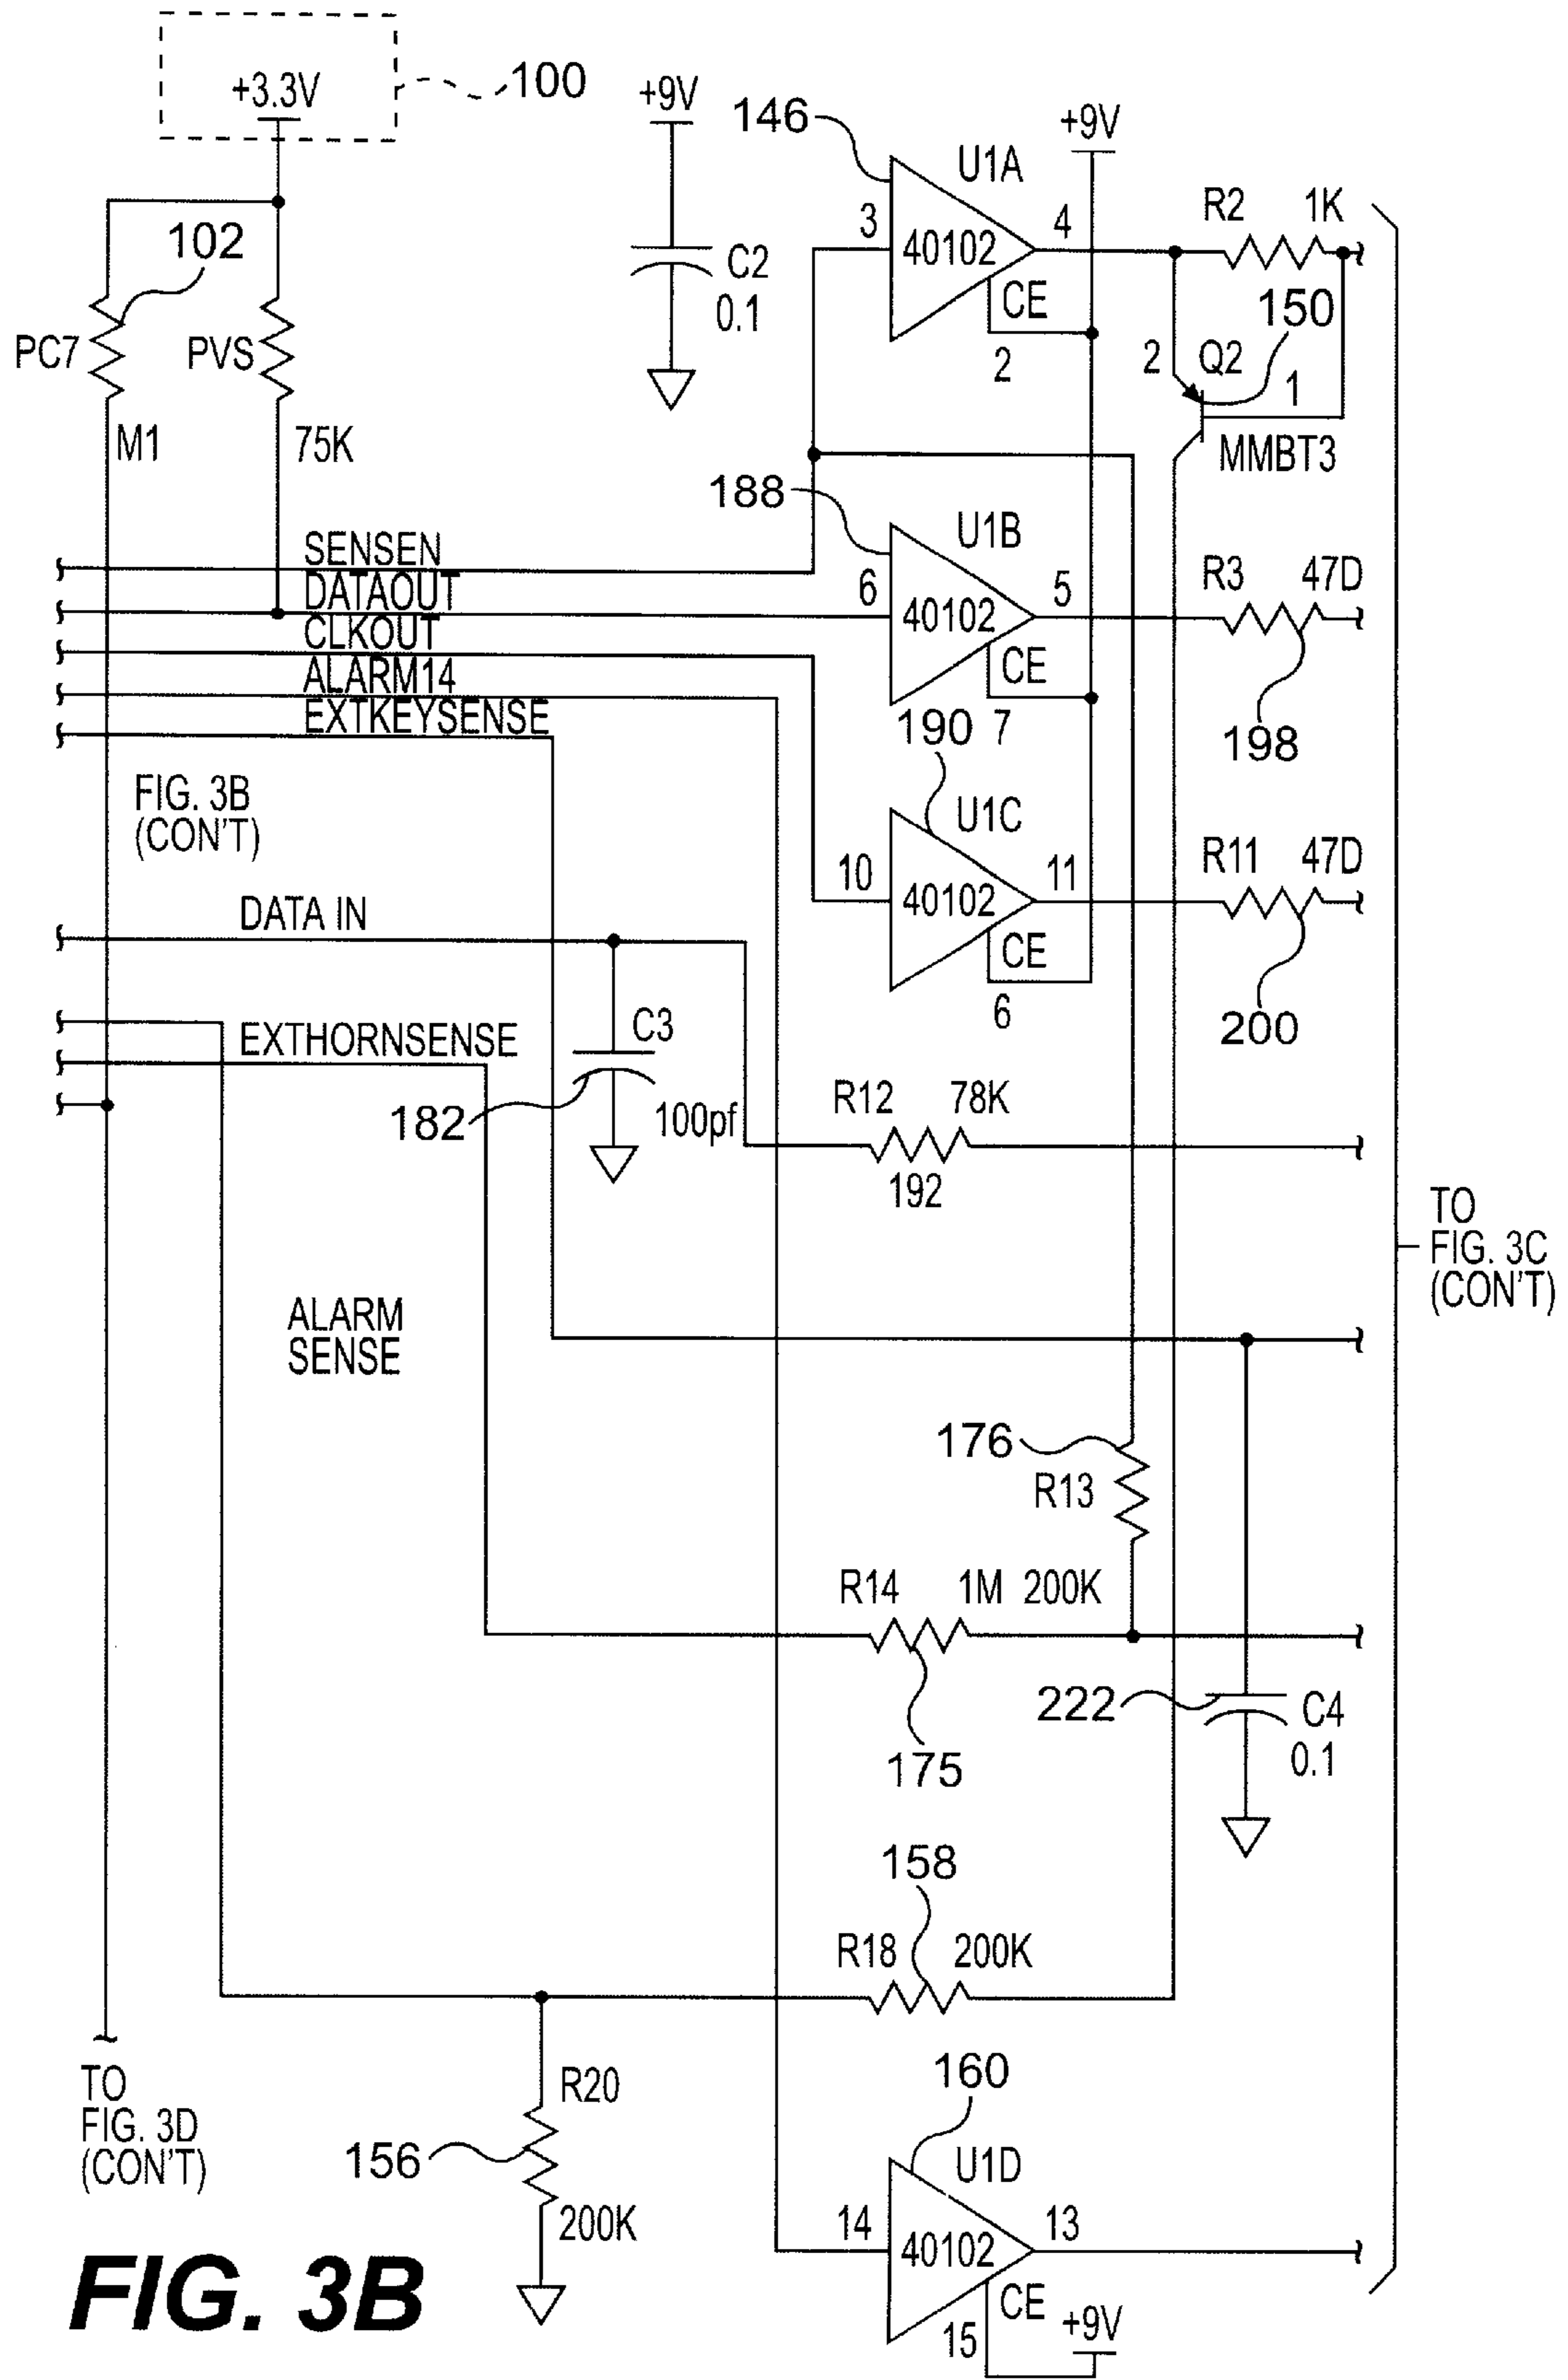 +3.3V
100
+9V
146
+9V
U1A
3
40102
4
CE
2
R2
1K
102
C2
0.1
150
2
Q2
1
MMBT3
PC7
PVS
M1
75K
188
U1B
6
40102
5
CE
7
R3
47D
198
SENSEN
DATAOUT
CLKOUT
ALARM14
EXTKEYSENSE
190
FIG. 3B
(CON'T)
U1C
10
40102
11
CE
6
R11
47D
200
DATA IN
C3
EXTHORNSENSE
182
100pf
R12
78K
192
TO
FIG. 3C
(CON'T)
ALARM
SENSE
176
R13
R14
1M
200K
175
222
C4
0.1
158
R18
200K
TO
FIG. 3D
(CON'T)
R20
156
200K
160
U1D
14
40102
13
CE
15
+9V
FIG. 3B